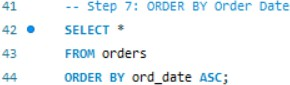 41 -- Step 7: ORDER BY Order Date
42 SELECT *
43 FROM orders
44 ORDER BY ord_date ASC;